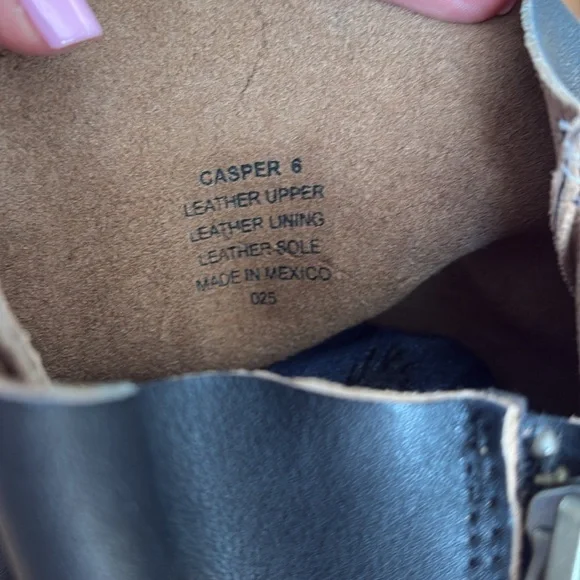 CASPER 6
LEATHER UPPER
LEATHER LINING
LEATHER SOLE
MADE IN MEXICO
025